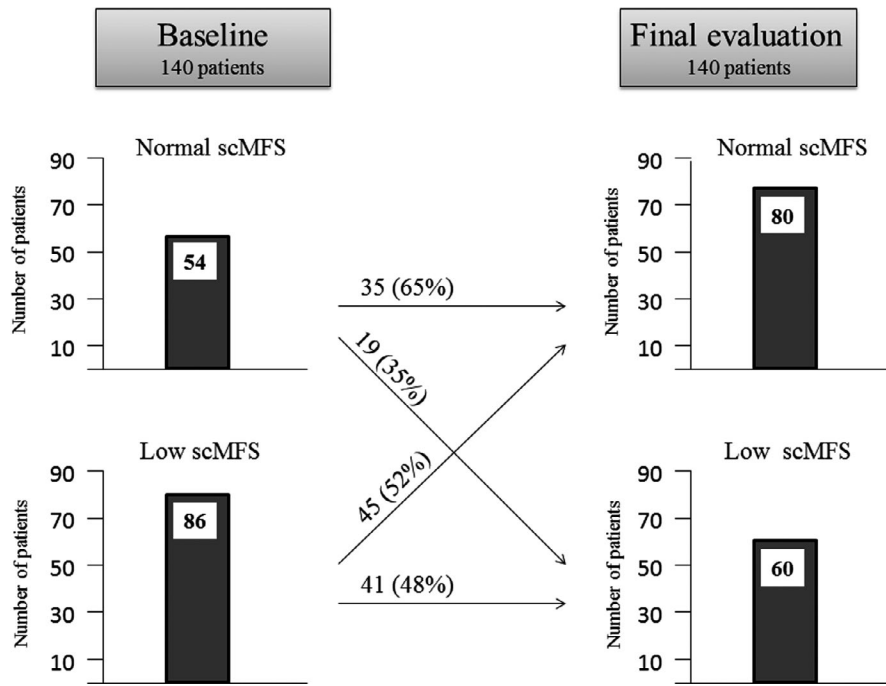 Baseline
140 patients
Final evaluation
140 patients
Normal scMFS
Number of patients
90
70
50
30
10
54
35 (65%)
19 (35%)
45 (52%)
41 (48%)
Normal scMFS
Number of patients
90
70
50
30
10
80
Low scMFS
Number of patients
90
70
50
30
10
86
Low scMFS
Number of patients
90
70
50
30
10
60